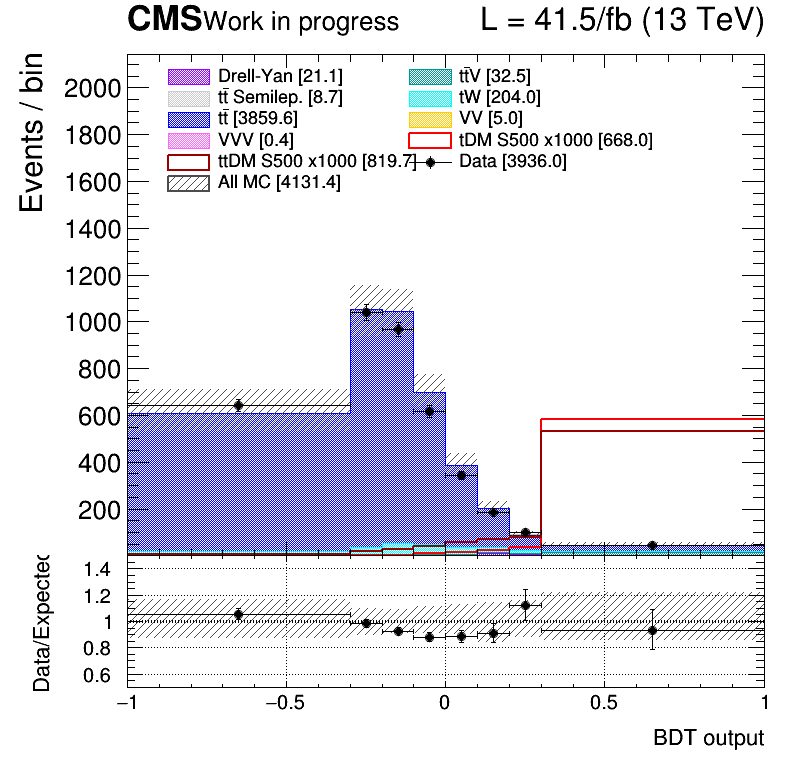 CMS Work in progress L = 41.5/fb (13 TeV)
Events / bin
2000
1800
1600
1400
1200
1000
800
600
400
200
Drell-Yan [21.1] tt̄V [32.5]
tt̄ Semilep. [8.7] tW [204.0]
tt̄ [3859.6] VV [5.0]
VVV [0.4] tDM S500 x1000 [668.0]
ttDM S500 x1000 [819.7] Data [3936.0]
All MC [4131.4]
Data/Expected
1.4
1.2
1
0.8
0.6
−1 −0.5 0 0.5 1
BDT output